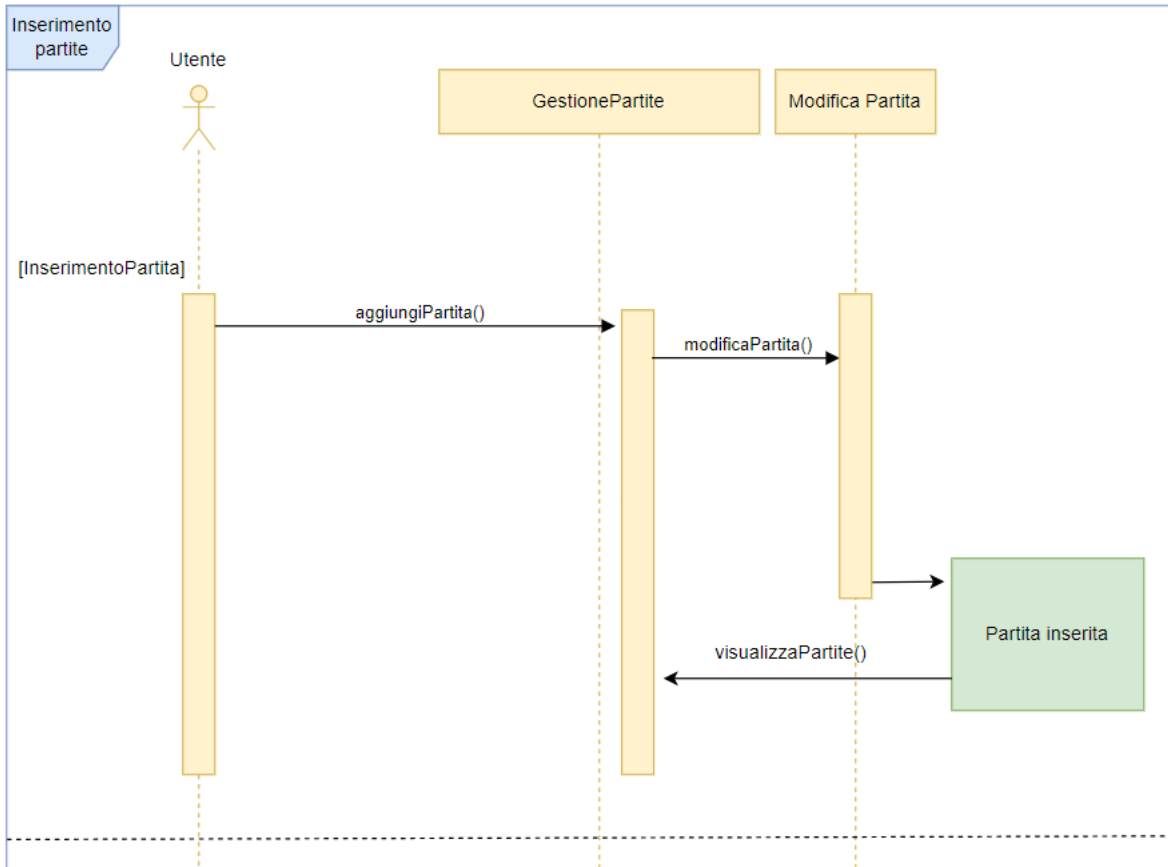 Inserimento
partite
Utente
GestionePartite
Modifica Partita
[InserimentoPartita]
aggiungiPartita()
modificaPartita()
Partita inserita
visualizzaPartite()